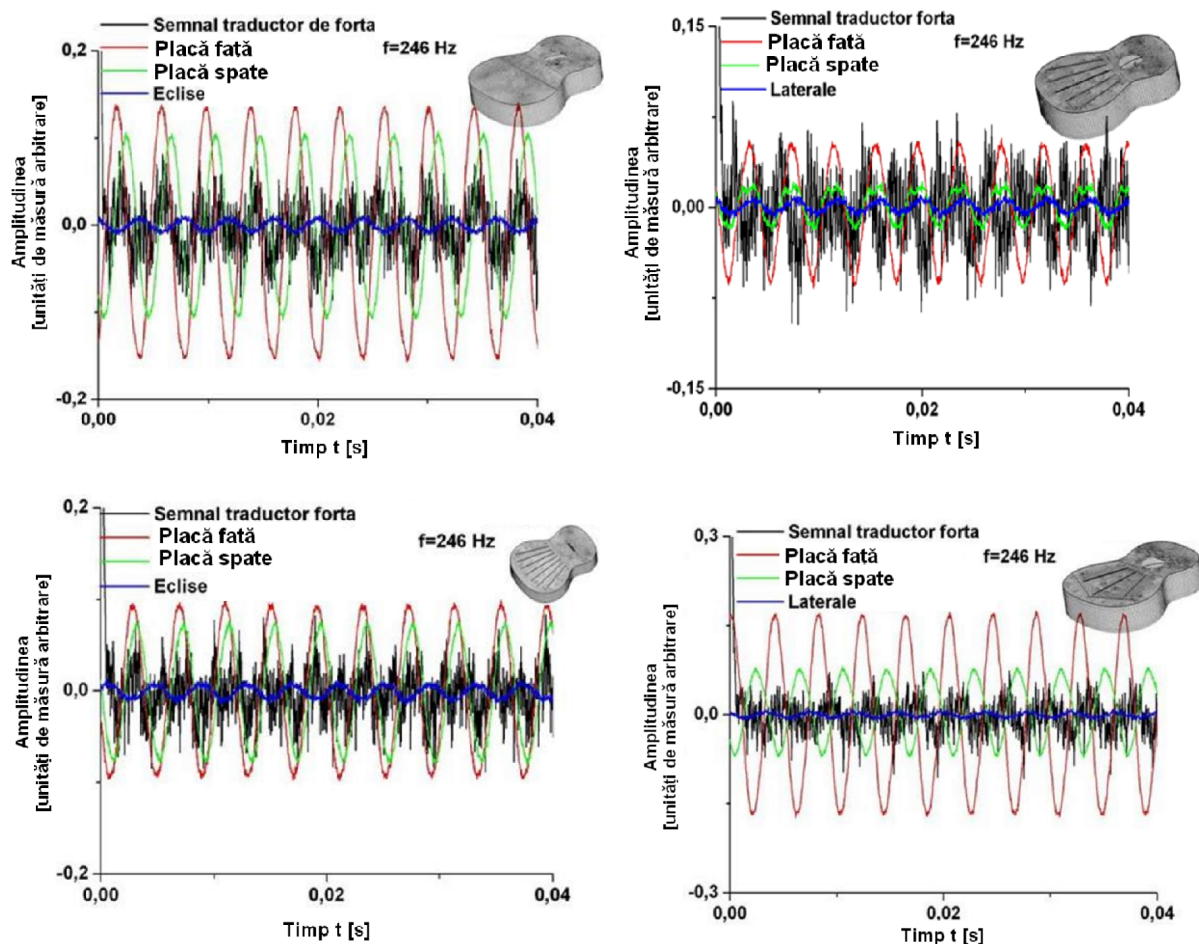 Semnal traductor de forta
Placă față
Placă spate
Eclise
f=246 Hz
0,2
0,0
-0,2
0,00
0,02
0,04
Amplitudinea
[unități de măsură arbitrare]
Timp t [s]
Semnal traductor forta
Placă față
Placă spate
Laterale
f=246 Hz
0,15
0,00
-0,15
0,00
0,02
0,04
Amplitudinea
[unități de măsură arbitrare]
Timp t [s]
Semnal traductor forta
Placă față
Placă spate
Eclise
f=246 Hz
0,2
0,0
-0,2
0,00
0,02
0,04
Amplitudinea
[unități de măsură arbitrare]
Timp t [s]
Semnal traductor forta
Placă față
Placă spate
Laterale
f=246 Hz
0,3
0,0
-0,3
0,00
0,02
0,04
Amplitudinea
[unități de măsură arbitrare]
Timp t [s]